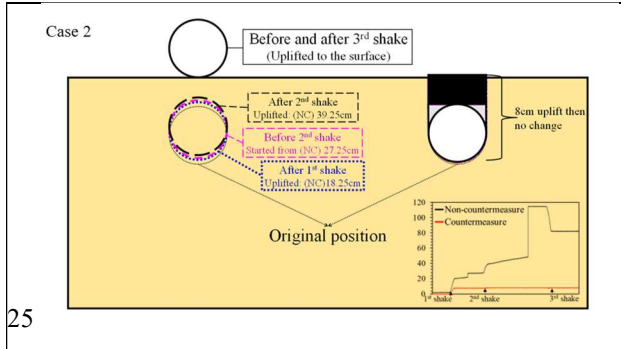 Case 2
Before and after 3rd shake
(Uplifted to the surface)
After 2nd shake
Uplifted: (NC) 39.25cm
Before 2nd shake
Started from (NC) 27.25cm
After 1st shake
Uplifted: (NC)18.25cm
8cm uplift then
no change
Original position
120
100
80
60
40
20
0
Non-countermeasure
Countermeasure
1st shake
2nd shake
3rd shake
25